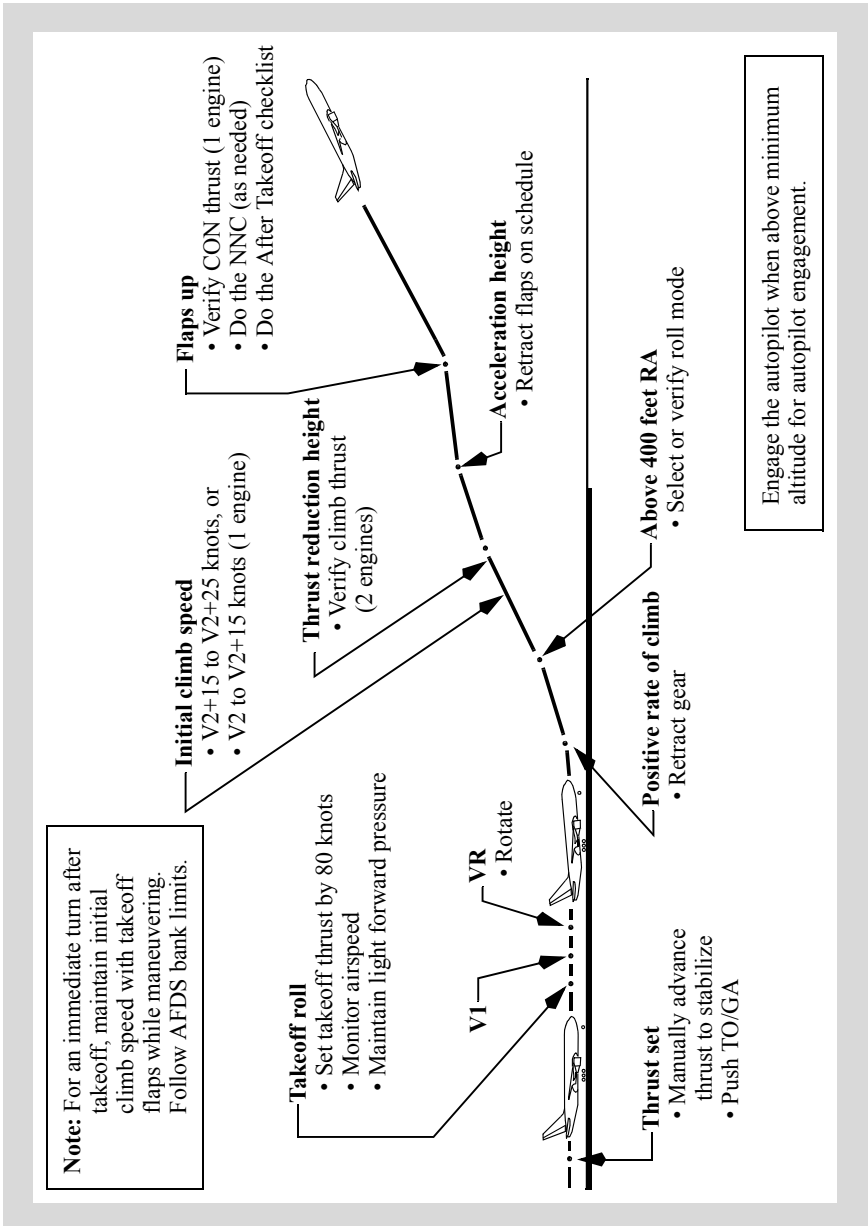 Note: For an immediate turn after
takeoff, maintain initial
climb speed with takeoff
flaps while maneuvering.
Follow AFDS bank limits.
Takeoff roll
• Set takeoff thrust by 80 knots
• Monitor airspeed
• Maintain light forward pressure
V1
VR
• Rotate
Thrust set
• Manually advance
thrust to stabilize
• Push TO/GA
Initial climb speed
• V2+15 to V2+25 knots, or
• V2 to V2+15 knots (1 engine)
Thrust reduction height
• Verify climb thrust
(2 engines)
Positive rate of climb
• Retract gear
Above 400 feet RA
• Select or verify roll mode
Flaps up
• Verify CON thrust (1 engine)
• Do the NNC (as needed)
• Do the After Takeoff checklist
Acceleration height
• Retract flaps on schedule
Engage the autopilot when above minimum
altitude for autopilot engagement.